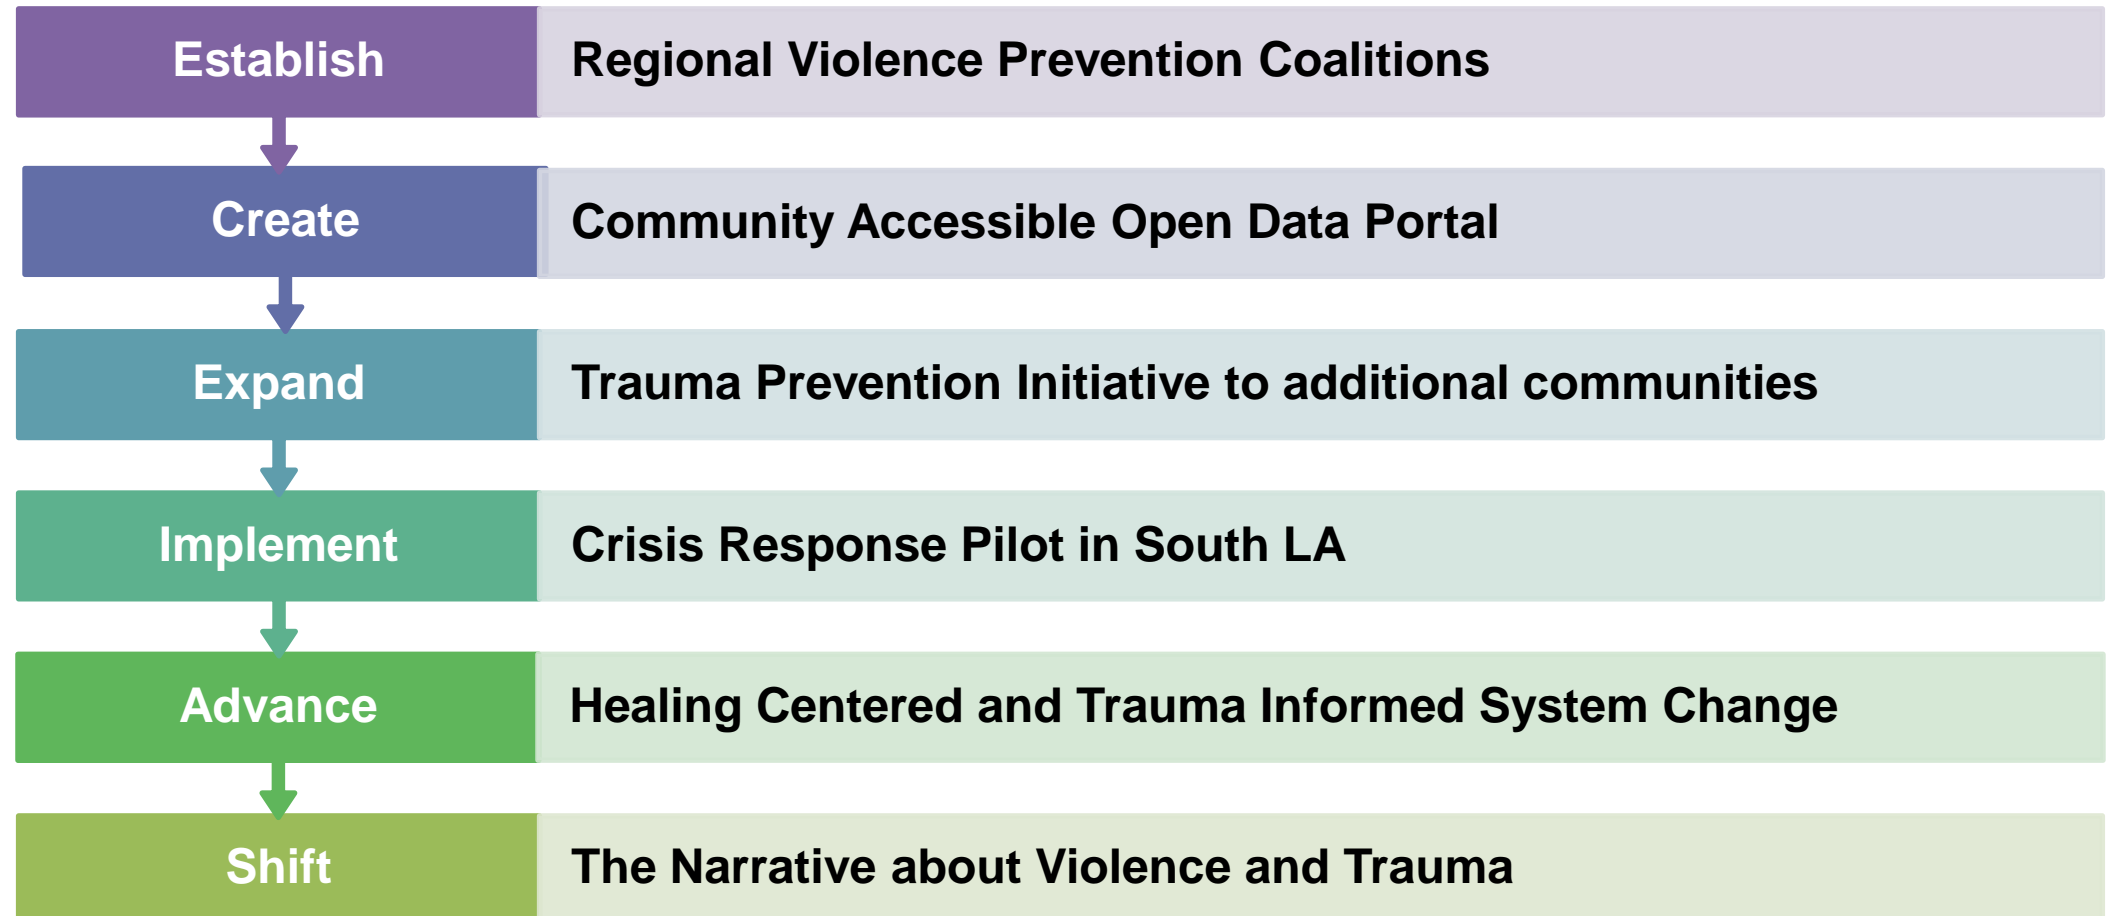 Establish
Regional Violence Prevention Coalitions
Create
Community Accessible Open Data Portal
Expand
Trauma Prevention Initiative to additional communities
Implement
Crisis Response Pilot in South LA
Advance
Healing Centered and Trauma Informed System Change
Shift
The Narrative about Violence and Trauma